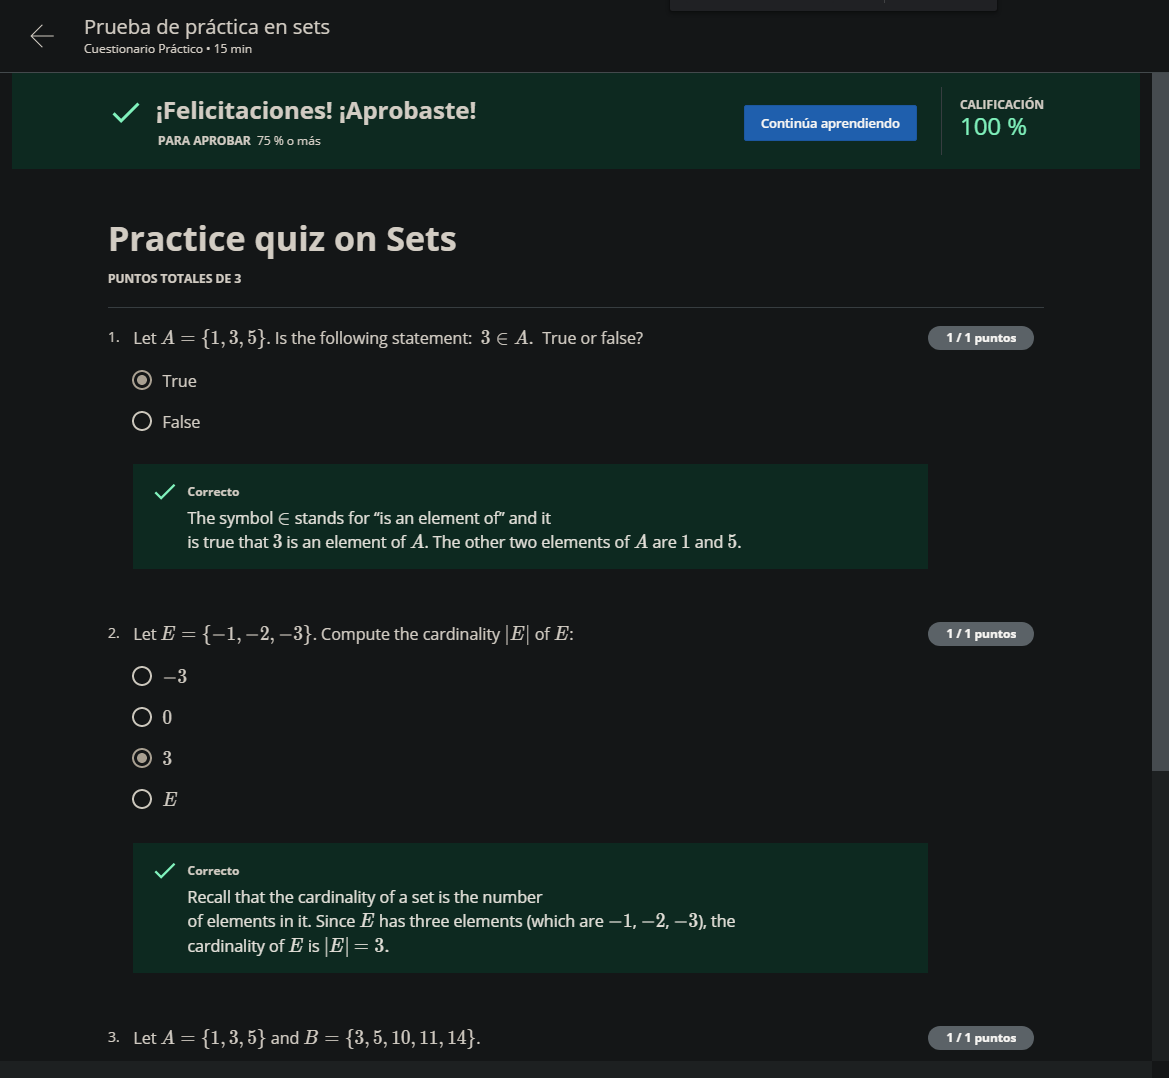 Prueba de práctica en sets
Cuestionario Práctico • 15 min
¡Felicitaciones! ¡Aprobaste!
PARA APROBAR 75 % o más
Continúa aprendiendo
CALIFICACIÓN
100 %
Practice quiz on Sets
PUNTOS TOTALES DE 3
1. Let A = {1, 3, 5}. Is the following statement: 3 ∈ A. True or false?
1 / 1 puntos
True
False
Correcto
The symbol ∈ stands for “is an element of” and it
is true that 3 is an element of A. The other two elements of A are 1 and 5.
2. Let E = {−1, −2, −3}. Compute the cardinality |E| of E:
1 / 1 puntos
−3
0
3
E
Correcto
Recall that the cardinality of a set is the number
of elements in it. Since E has three elements (which are −1, −2, −3), the
cardinality of E is |E| = 3.
3. Let A = {1, 3, 5} and B = {3, 5, 10, 11, 14}.
1 / 1 puntos